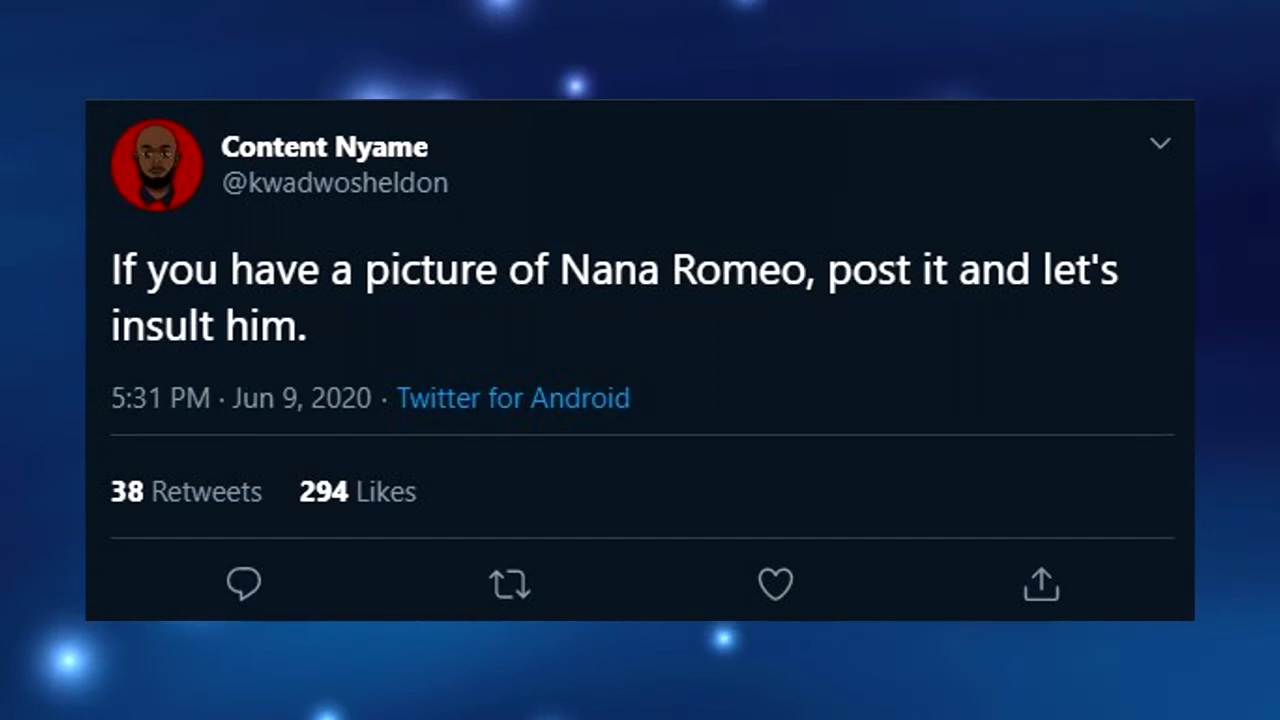 Content Nyame
@kwadwosheldon
If you have a picture of Nana Romeo, post it and let's
insult him.
5:31 PM · Jun 9, 2020 · Twitter for Android
38 Retweets 294 Likes